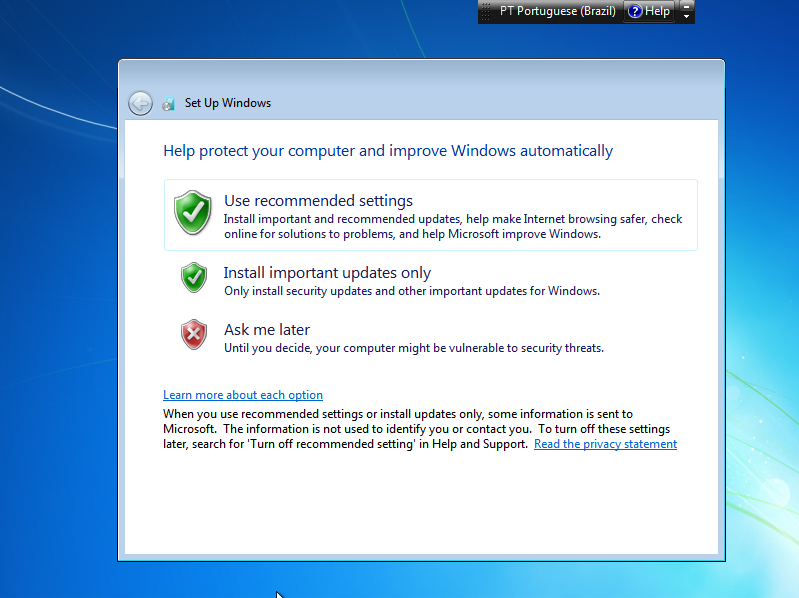 PT Portuguese (Brazil) ? Help
Set Up Windows
Help protect your computer and improve Windows automatically
Use recommended settings
Install important and recommended updates, help make Internet browsing safer, check
online for solutions to problems, and help Microsoft improve Windows.
Install important updates only
Only install security updates and other important updates for Windows.
Ask me later
Until you decide, your computer might be vulnerable to security threats.
Learn more about each option
When you use recommended settings or install updates only, some information is sent to
Microsoft.  The information is not used to identify you or contact you.  To turn off these settings
later, search for 'Turn off recommended setting' in Help and Support.  Read the privacy statement